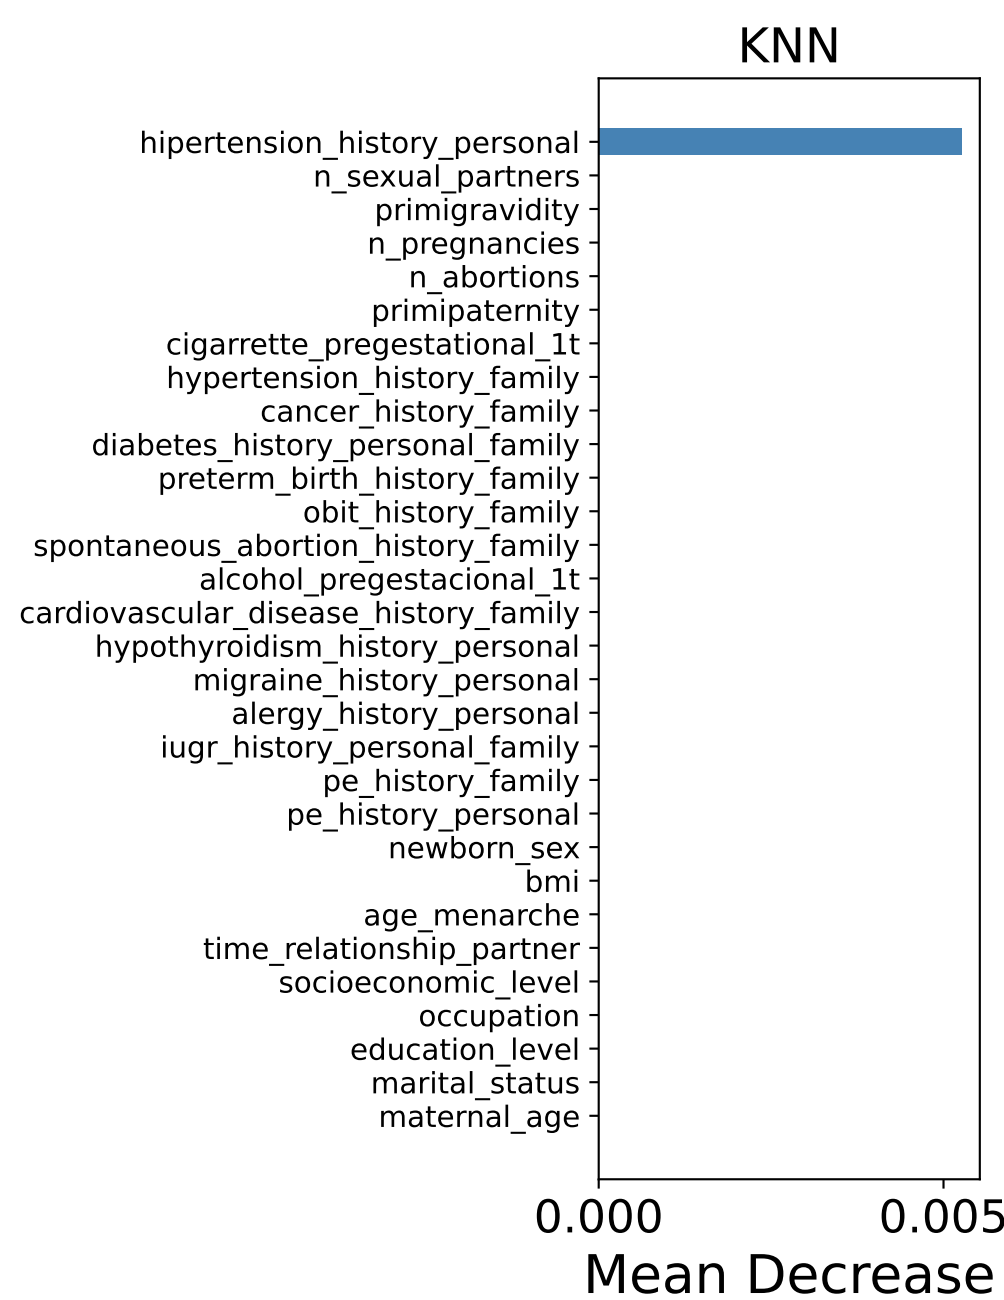 KNN
hipertension_history_personal
n_sexual_partners
primigravidity
n_pregnancies
n_abortions
primipaternity
cigarrette_pregestational_1t
hypertension_history_family
cancer_history_family
diabetes_history_personal_family
preterm_birth_history_family
obit_history_family
spontaneous_abortion_history_family
alcohol_pregestacional_1t
cardiovascular_disease_history_family
hypothyroidism_history_personal
migraine_history_personal
alergy_history_personal
iugr_history_personal_family
pe_history_family
pe_history_personal
newborn_sex
bmi
age_menarche
time_relationship_partner
socioeconomic_level
occupation
education_level
marital_status
maternal_age
0.000 0.005
Mean Decrease